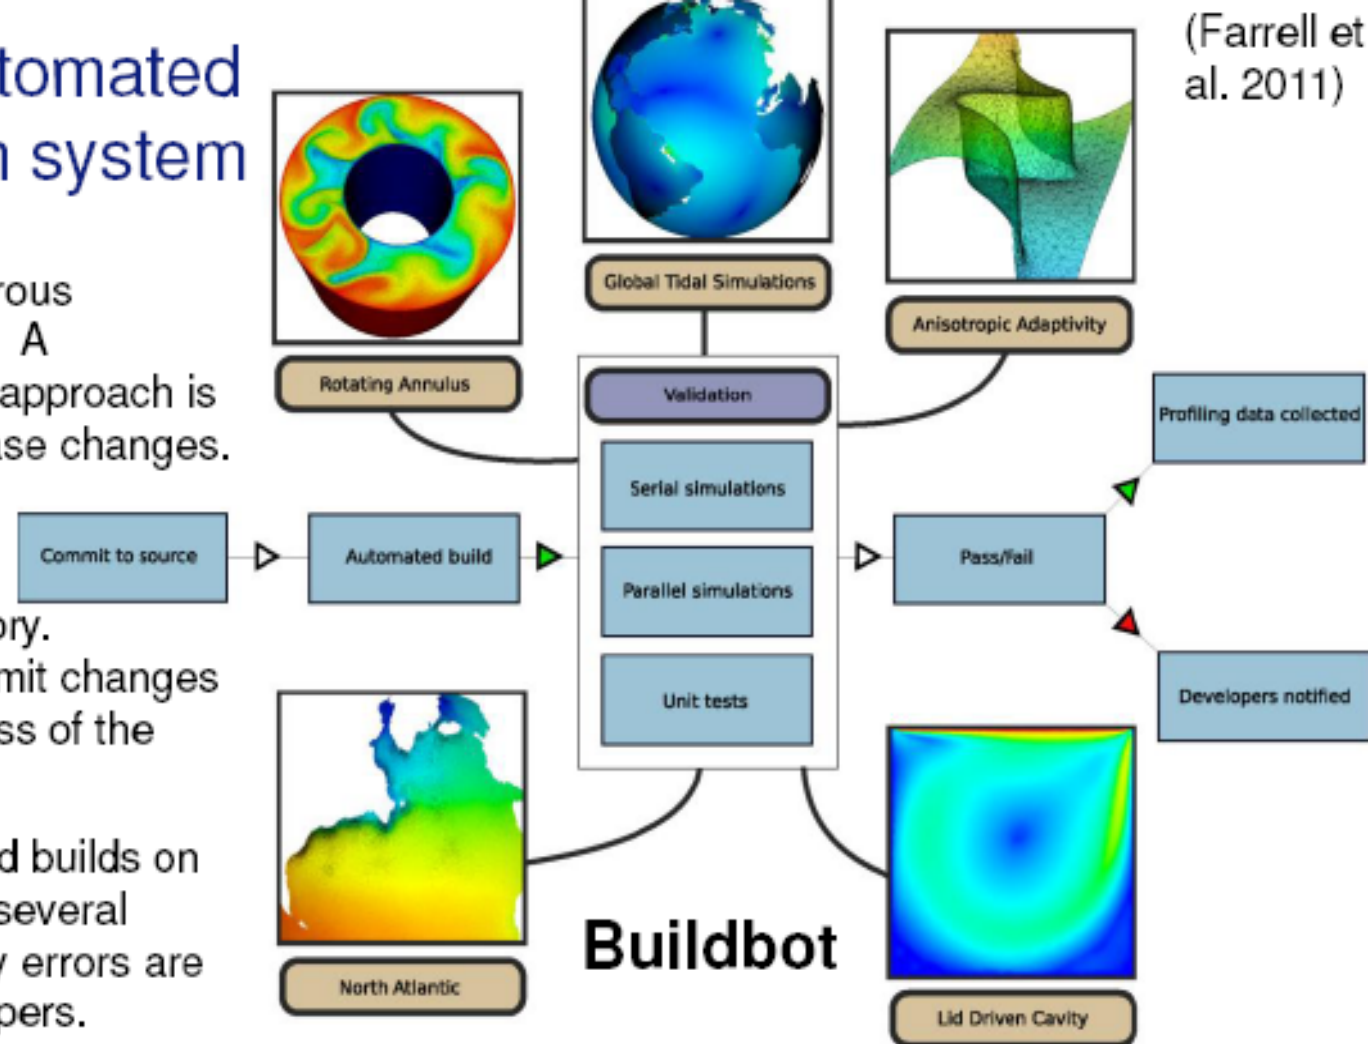 tomated
system
(Farrell et
al. 2011)
rous
A
approach is
ase changes.
ory.
mit changes
ss of the
d builds on
several
y errors are
pers.
Global Tidal Simulations
Anisotropic Adaptivity
Rotating Annulus
Validation
Serial simulations
Parallel simulations
Unit tests
Commit to source
Automated build
Pass/Fail
Profiling data collected
Developers notified
North Atlantic
Buildbot
Lid Driven Cavity